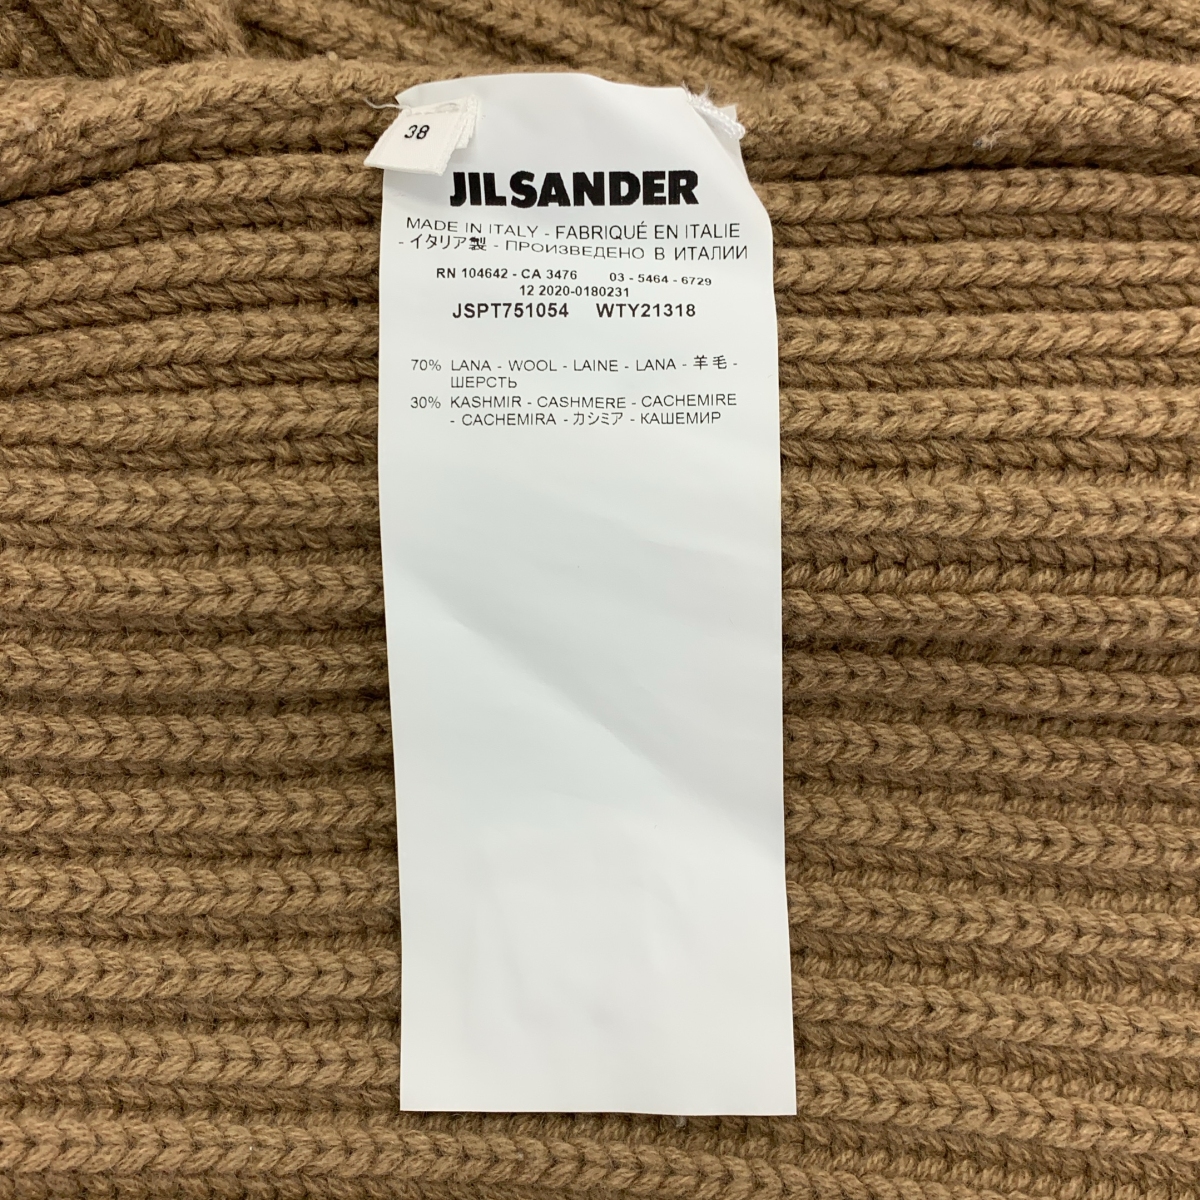 38
JIL SANDER
MADE IN ITALY - FABRIQUÉ EN ITALIE
- イタリア製 - ПРОИЗВЕДЕНО В ИТАЛИИ
RN 104642 - CA 3476 03 - 5464 - 6729
12 2020-0180231
JSPT751054 WTY21318
70% LANA - WOOL - LAINE - LANA - 羊毛 -
ШЕРСТЬ
30% KASHMIR - CASHMERE - CACHEMIRE
- CACHEMIRA - カシミア - КАШЕМИР